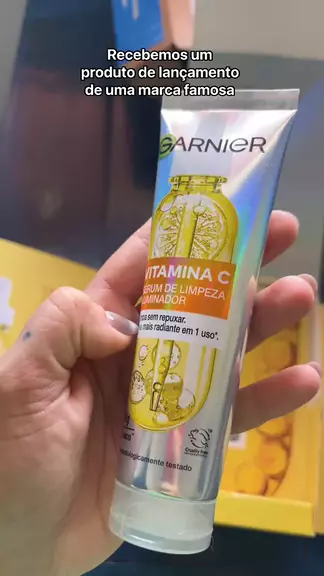 Recebemos um
produto de lançamento
de uma marca famosa
GARNIER
VITAMINA C
SÉRUM DE LIMPEZA
ILUMINADOR
sem repuxar.
mais radiante em 1 uso*.
Cruelty free
testado